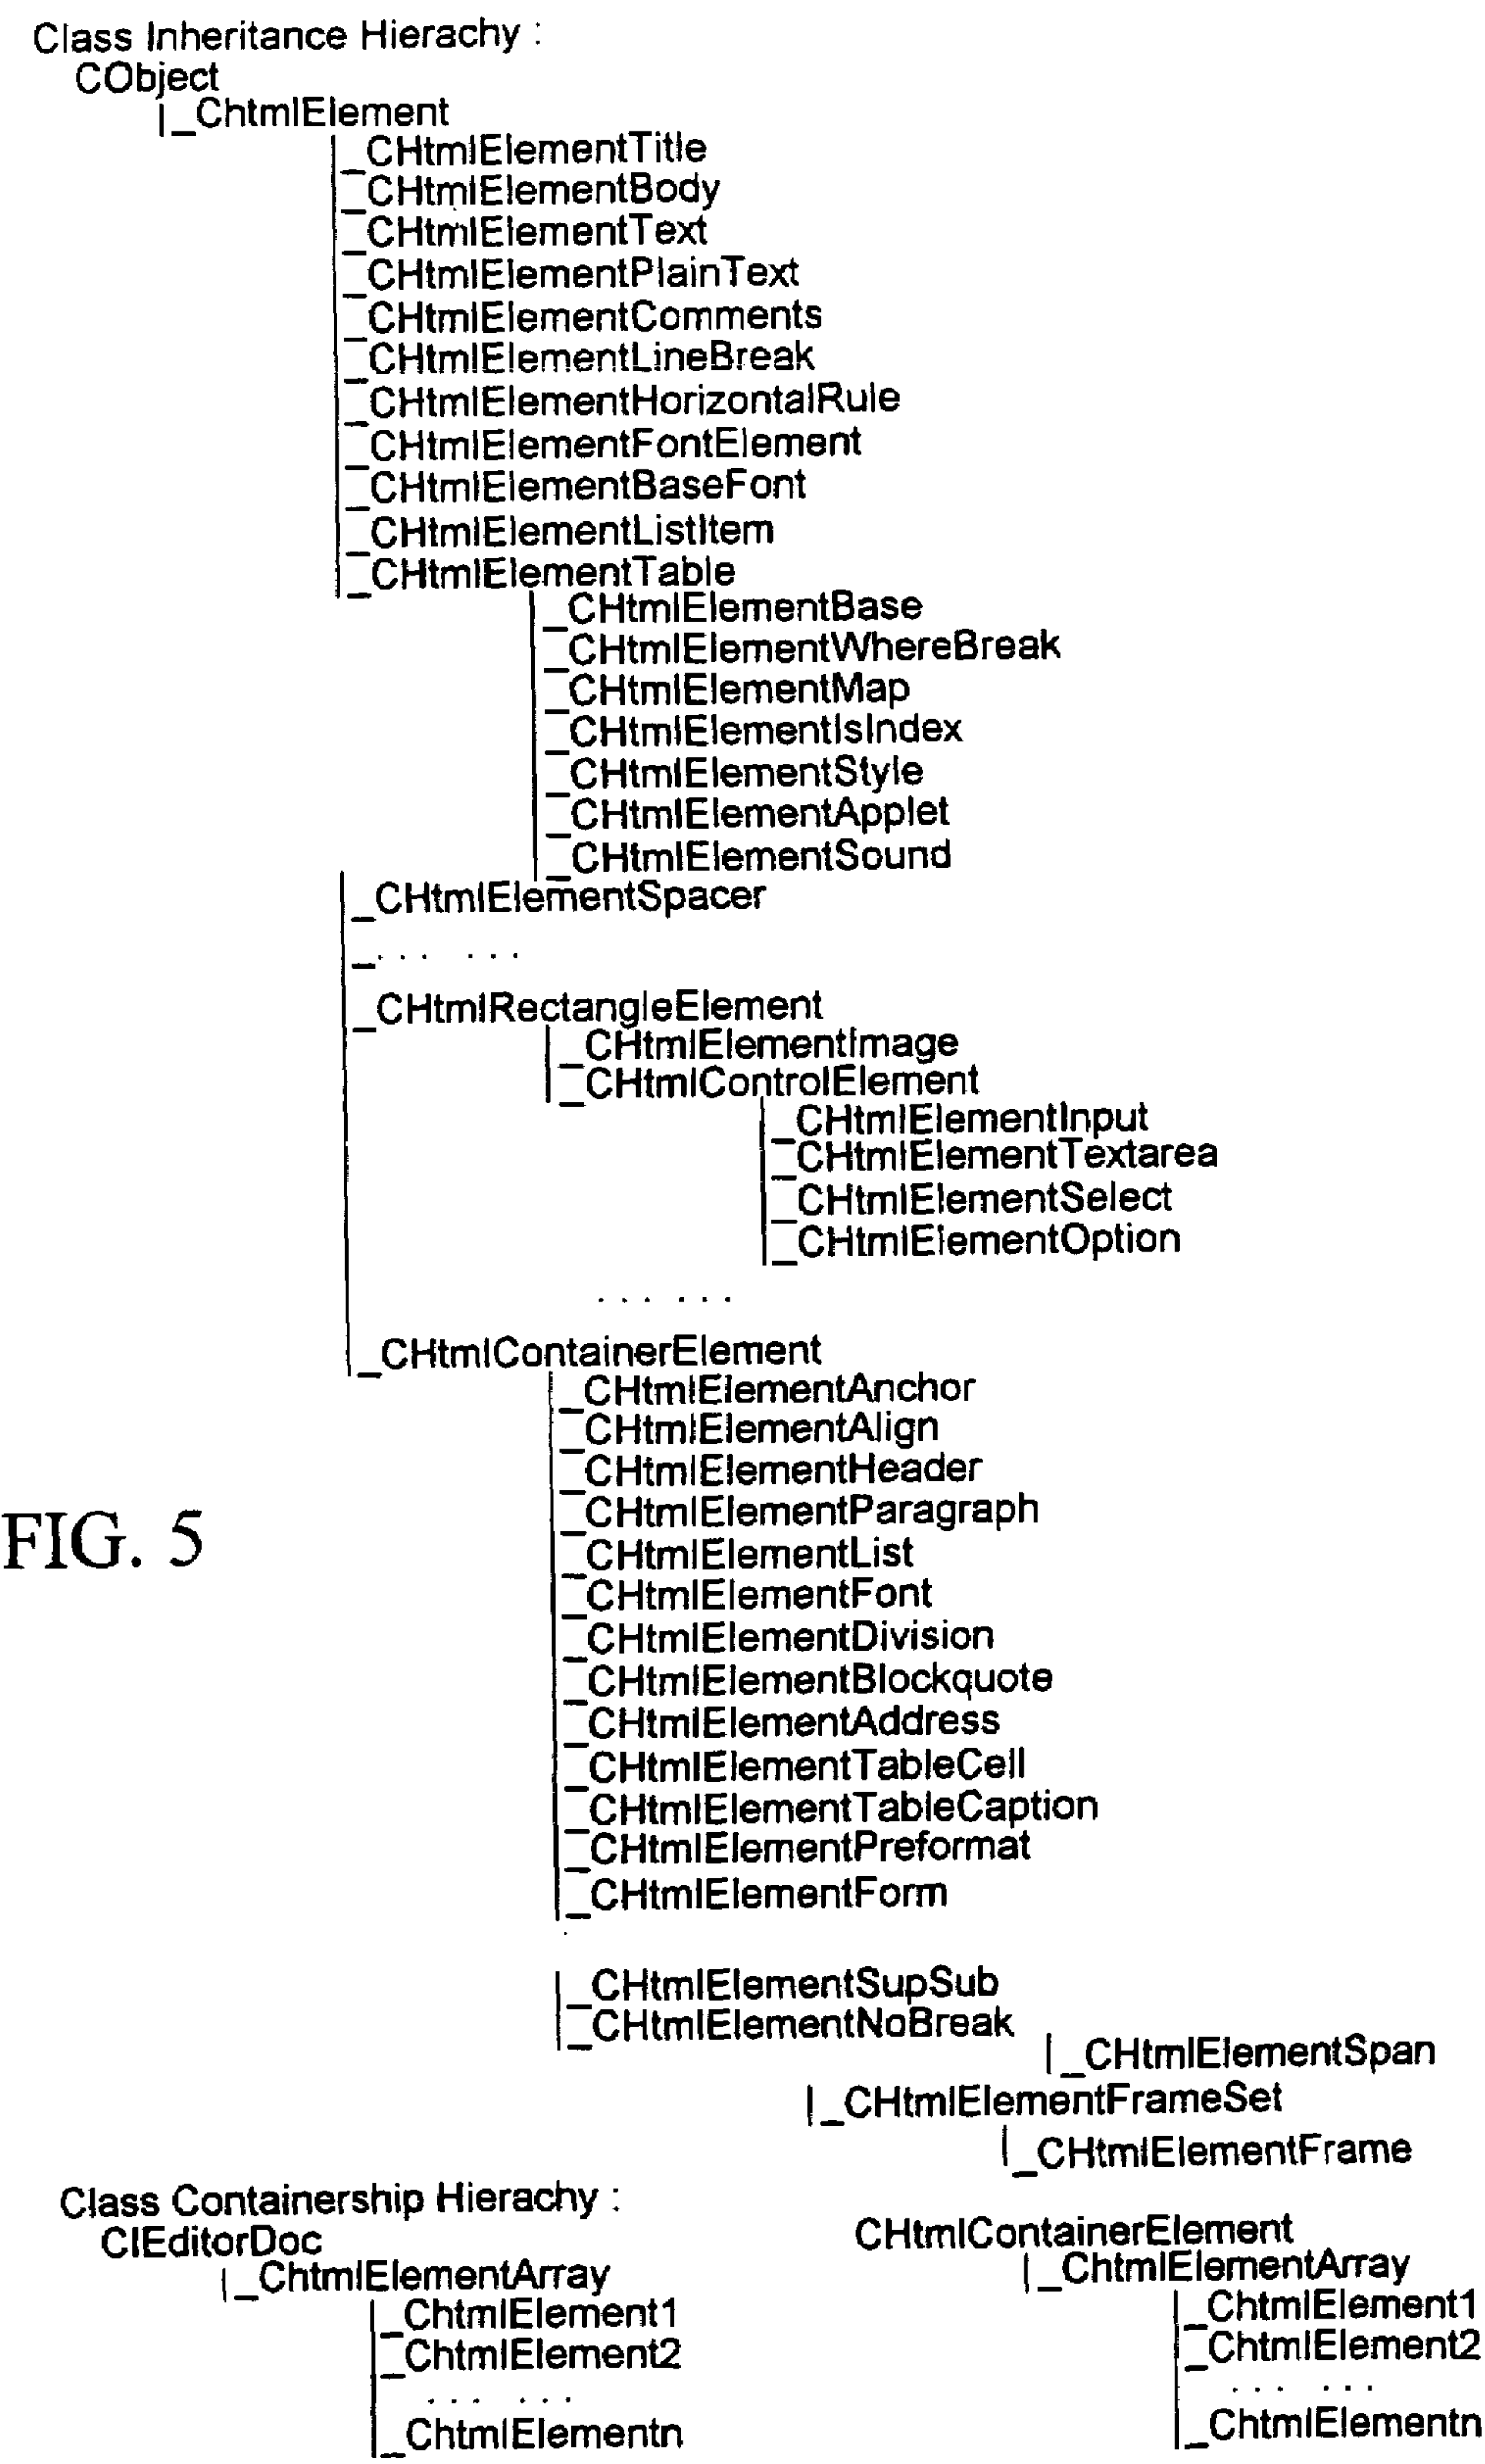 Class Inheritance Hierachy :
CObject
|_ChtmlElement
_CHtmlElementTitle
_CHtmlElementBody
_CHtmlElementText
_CHtmlElementPlainText
_CHtmlElementComments
_CHtmlElementLineBreak
_CHtmlElementHorizontalRule
_CHtmlElementFontElement
_CHtmlElementBaseFont
_CHtmlElementListItem
_CHtmlElementTable
_CHtmlElementBase
_CHtmlElementWhereBreak
_CHtmlElementMap
_CHtmlElementIsIndex
_CHtmlElementStyle
_CHtmlElementApplet
_CHtmlElementSound
_CHtmlElementSpacer
_... ...
_CHtmlRectangleElement
_CHtmlElementImage
_CHtmlControlElement
_CHtmlElementInput
_CHtmlElementTextarea
_CHtmlElementSelect
_CHtmlElementOption
... ...
_CHtmlContainerElement
_CHtmlElementAnchor
_CHtmlElementAlign
_CHtmlElementHeader
_CHtmlElementParagraph
_CHtmlElementList
_CHtmlElementFont
_CHtmlElementDivision
_CHtmlElementBlockquote
_CHtmlElementAddress
_CHtmlElementTableCell
_CHtmlElementTableCaption
_CHtmlElementPreformat
_CHtmlElementForm
|_CHtmlElementSupSub
|_CHtmlElementNoBreak
|_CHtmlElementSpan
|_CHtmlElementFrameSet
|_CHtmlElementFrame
FIG. 5
Class Containership Hierachy :
CIEditorDoc
|_ChtmlElementArray
|_ChtmlElement1
|_ChtmlElement2
... ...
|_ChtmlElementn
CHtmlContainerElement
|_ChtmlElementArray
|_ChtmlElement1
|_ChtmlElement2
... ...
|_ChtmlElementn